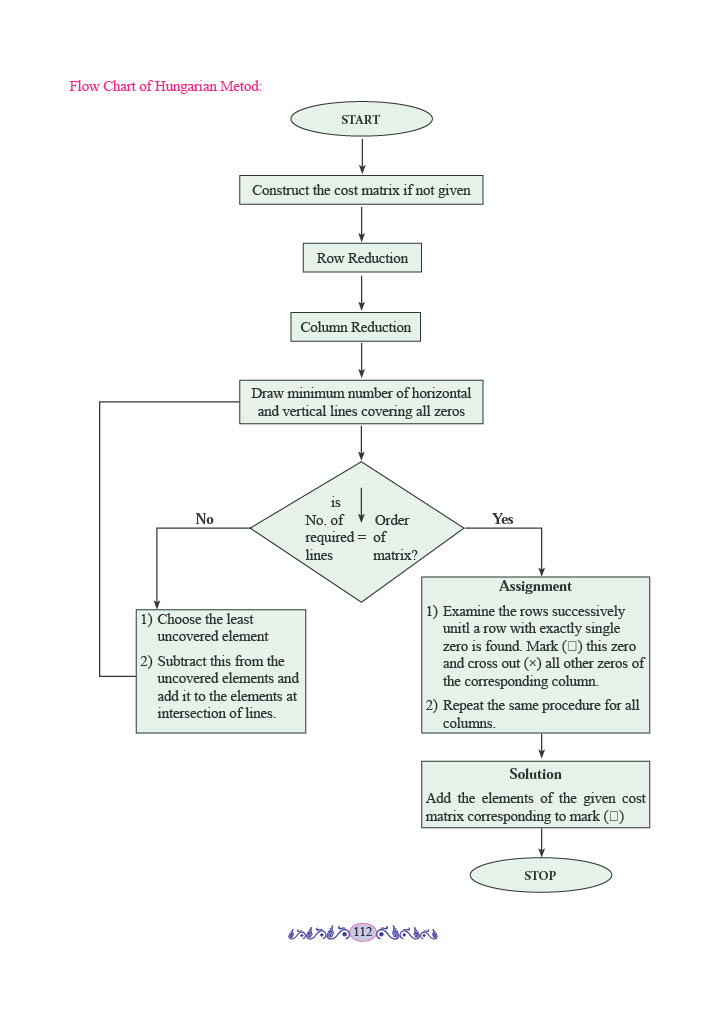 Flow Chart of Hungarian Metod:
START
Construct the cost matrix if not given
Row Reduction
Column Reduction
Draw minimum number of horizontal
and vertical lines covering all zeros
is
No. of Order
required = of
lines matrix?
No
Yes
1) Choose the least
uncovered element
2) Subtract this from the
uncovered elements and
add it to the elements at
intersection of lines.
Assignment
1) Examine the rows successively
unitl a row with exactly single
zero is found. Mark (□) this zero
and cross out (×) all other zeros of
the corresponding column.
2) Repeat the same procedure for all
columns.
Solution
Add the elements of the given cost
matrix corresponding to mark (□)
STOP
112